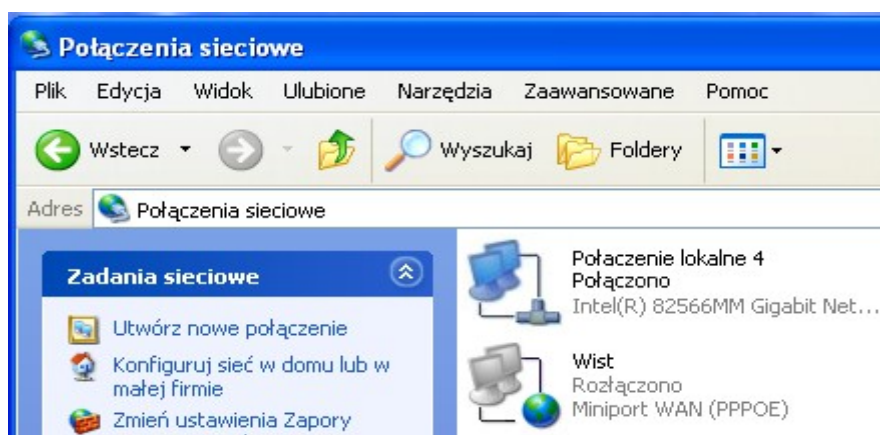 Połączenia sieciowe
Plik Edycja Widok Ulubione Narzędzia Zaawansowane Pomoc
Wstecz Wyszukaj Foldery
Adres Połączenia sieciowe
Zadania sieciowe
Utwórz nowe połączenie
Konfiguruj sieć w domu lub w
małej firmie
Zmień ustawienia Zapory
Połaczenie lokalne 4
Połączono
Intel(R) 82566MM Gigabit Net...
Wist
Rozłączono
Miniport WAN (PPPOE)